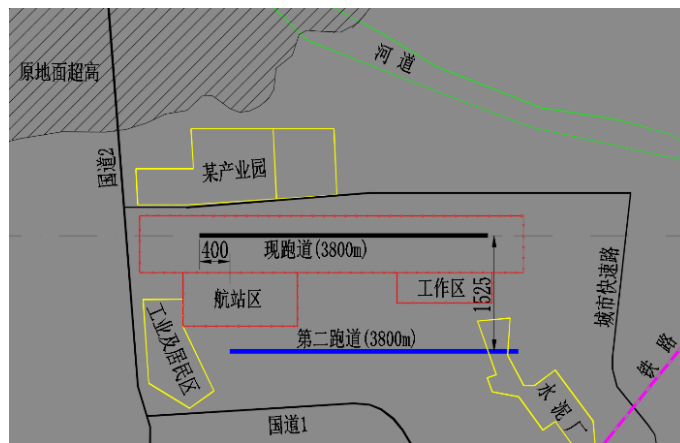 河道
原地面超高
国道2
某产业园
400
现跑道(3800m)
航站区
工作区
1525
城市快速路
工业及居民区
第二跑道(3800m)
铁路
水泥厂
国道1